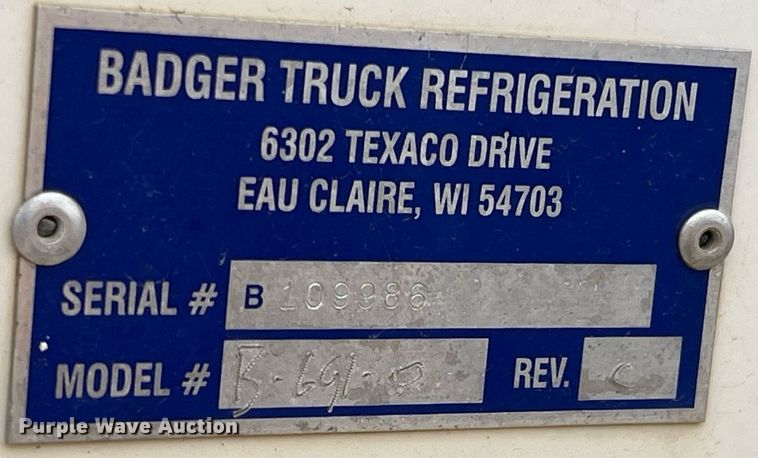 BADGER TRUCK REFRIGERATION
6302 TEXACO DRIVE
EAU CLAIRE, WI 54703
SERIAL # B 109986
MODEL # REV. C
Purple Wave Auction